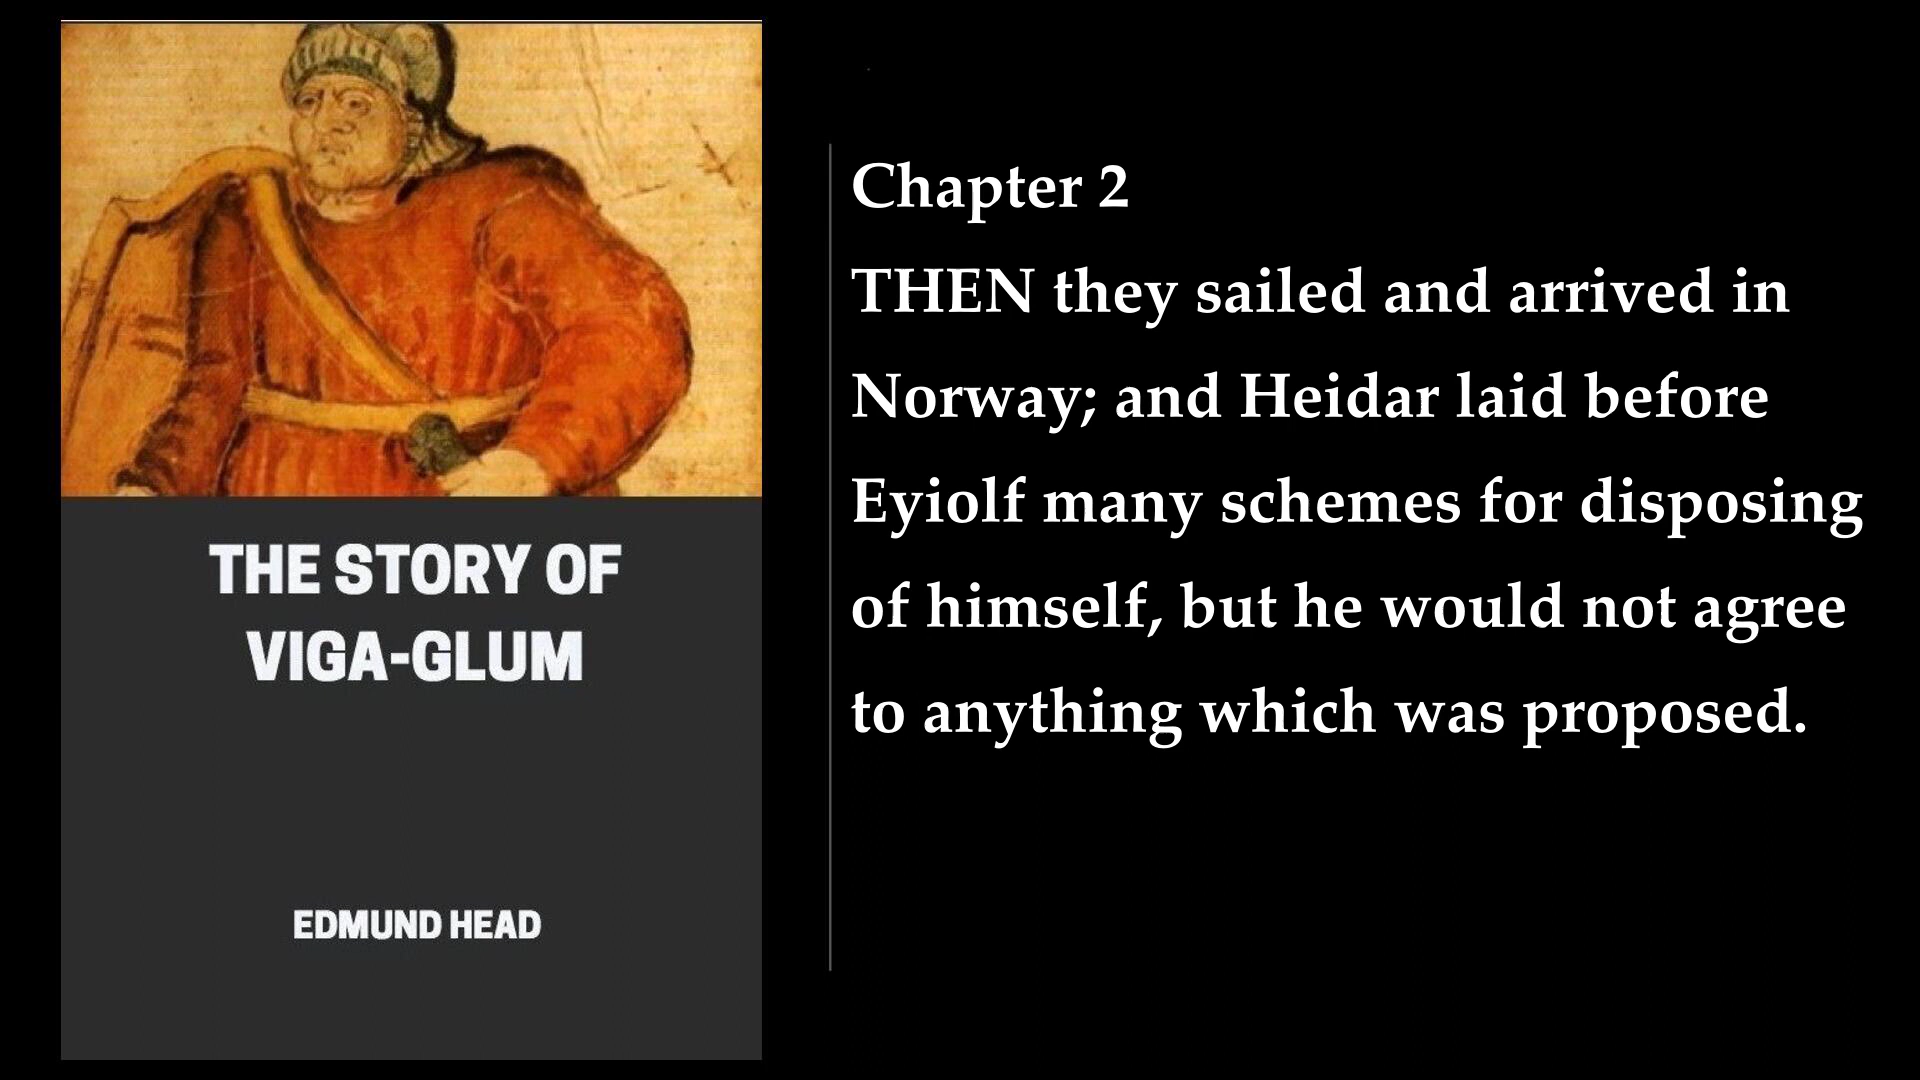 THE STORY OF
VIGA-GLUM
EDMUND HEAD
Chapter 2
THEN they sailed and arrived in
Norway; and Heidar laid before
Eyiolf many schemes for disposing
of himself, but he would not agree
to anything which was proposed.